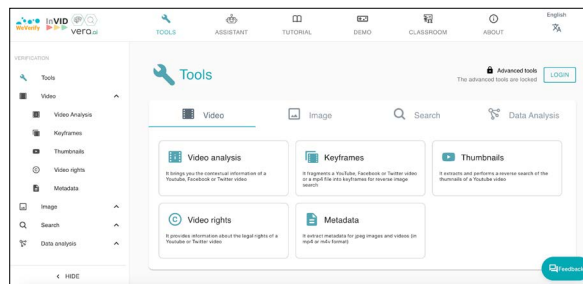 WeVerify InVID vera.ai
TOOLS
ASSISTANT
TUTORIAL
DEMO
CLASSROOM
ABOUT
English
VERIFICATION
Tools
Video
Video Analysis
Keyframes
Thumbnails
Video rights
Metadata
Image
Search
Data analysis
< HIDE
Tools
Advanced tools
The advanced tools are locked
LOGIN
Video
Image
Search
Data Analysis
Video analysis
It brings you the contextual information of a
Youtube, Facebook or Twitter video
Keyframes
It fragments a YouTube, Facebook or Twitter video
or a mp4 file into keyframes for reverse image
search
Thumbnails
It extracts and performs a reverse search of the
thumnails of a Youtube video
Video rights
It provides information about the legal rights of a
Youtube or Twitter video
Metadata
It extract metadata for jpeg images and videos (in
mp4 or m4v format)
Feedback